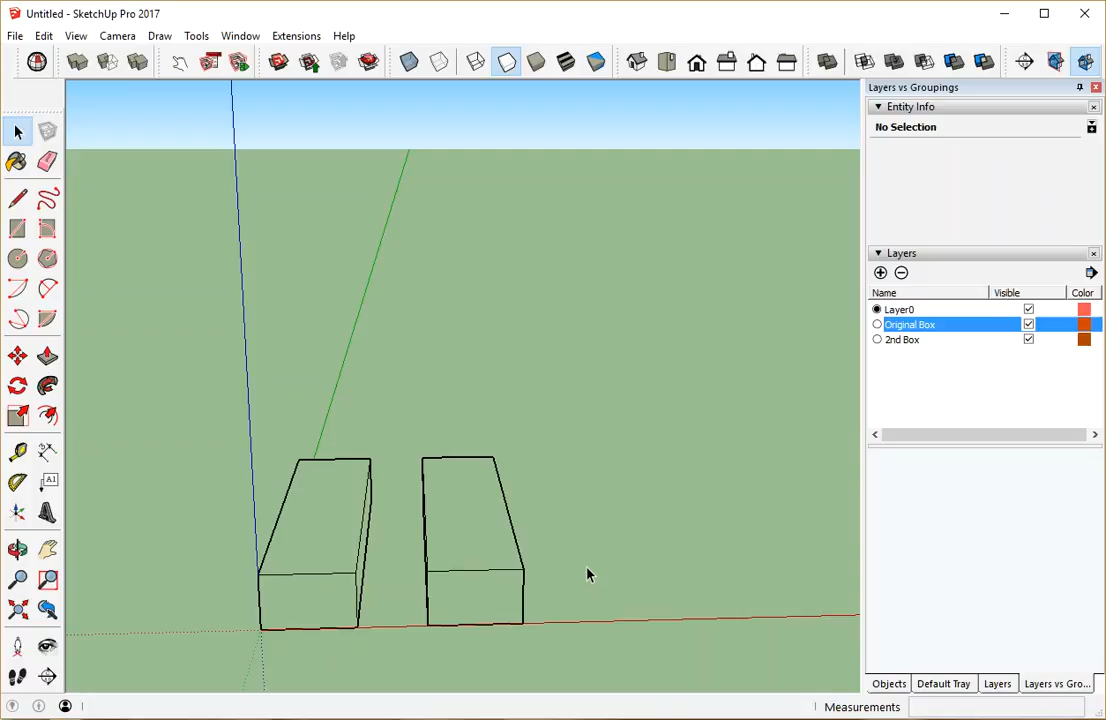 Untitled - SketchUp Pro 2017
File Edit View Camera Draw Tools Window Extensions Help
Layers vs Groupings
Entity Info
No Selection
Layers
Name Visible Color
Layer0
Original Box
2nd Box
A1
Objects Default Tray Layers Layers vs Gro...
Measurements